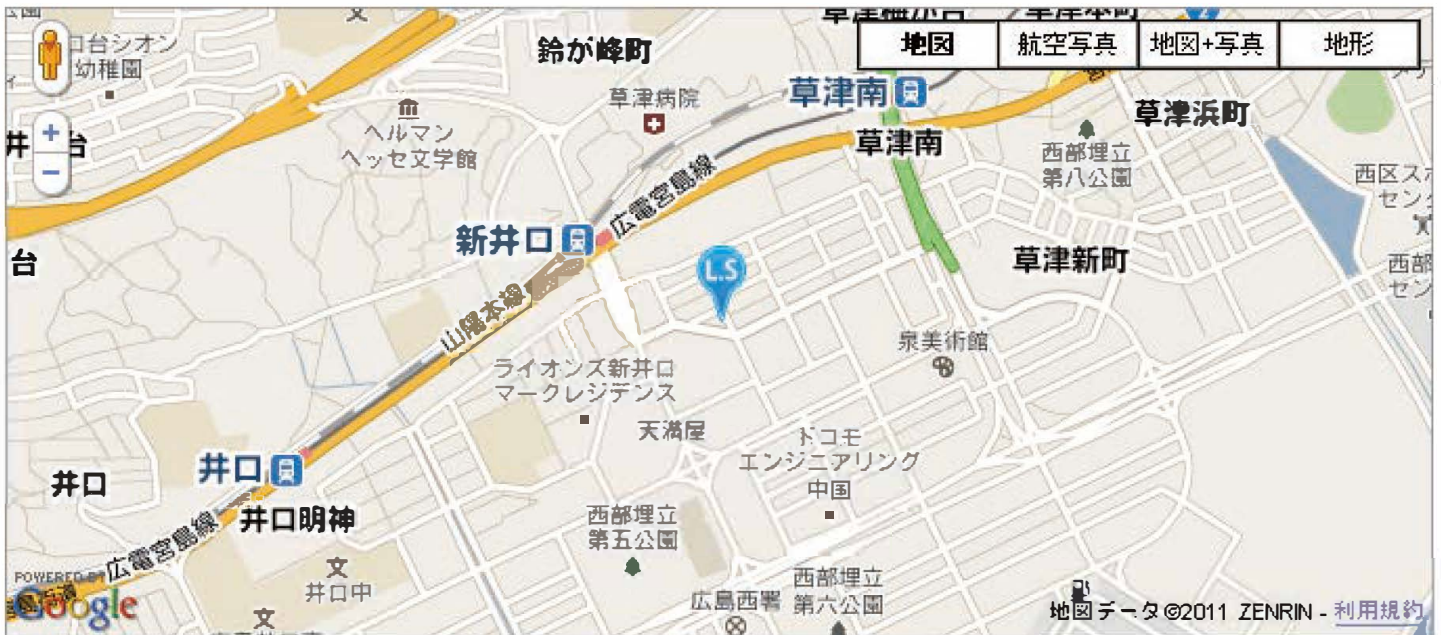 口台シオン
幼稚園
鈴が峰町
地図
航空写真
地図+写真
地形
草津病院
草津南
草津浜町
ヘルマン
ヘッセ文学館
井
台
草津南
西部埋立
第八公園
西区スポ
セン
広電宮島線
新井口
台
L.S
草津新町
西部
セン
山陽本線
泉美術館
ライオンズ新井口
マークレジデンス
天満屋
ドコモ
エンジニアリング
中国
井口
井口
井口明神
西部埋立
第五公園
広電宮島線
文
井口中
西部埋立
第六公園
広島西署
POWERED BY
Google
文
地図データ©2011 ZENRIN - 利用規約